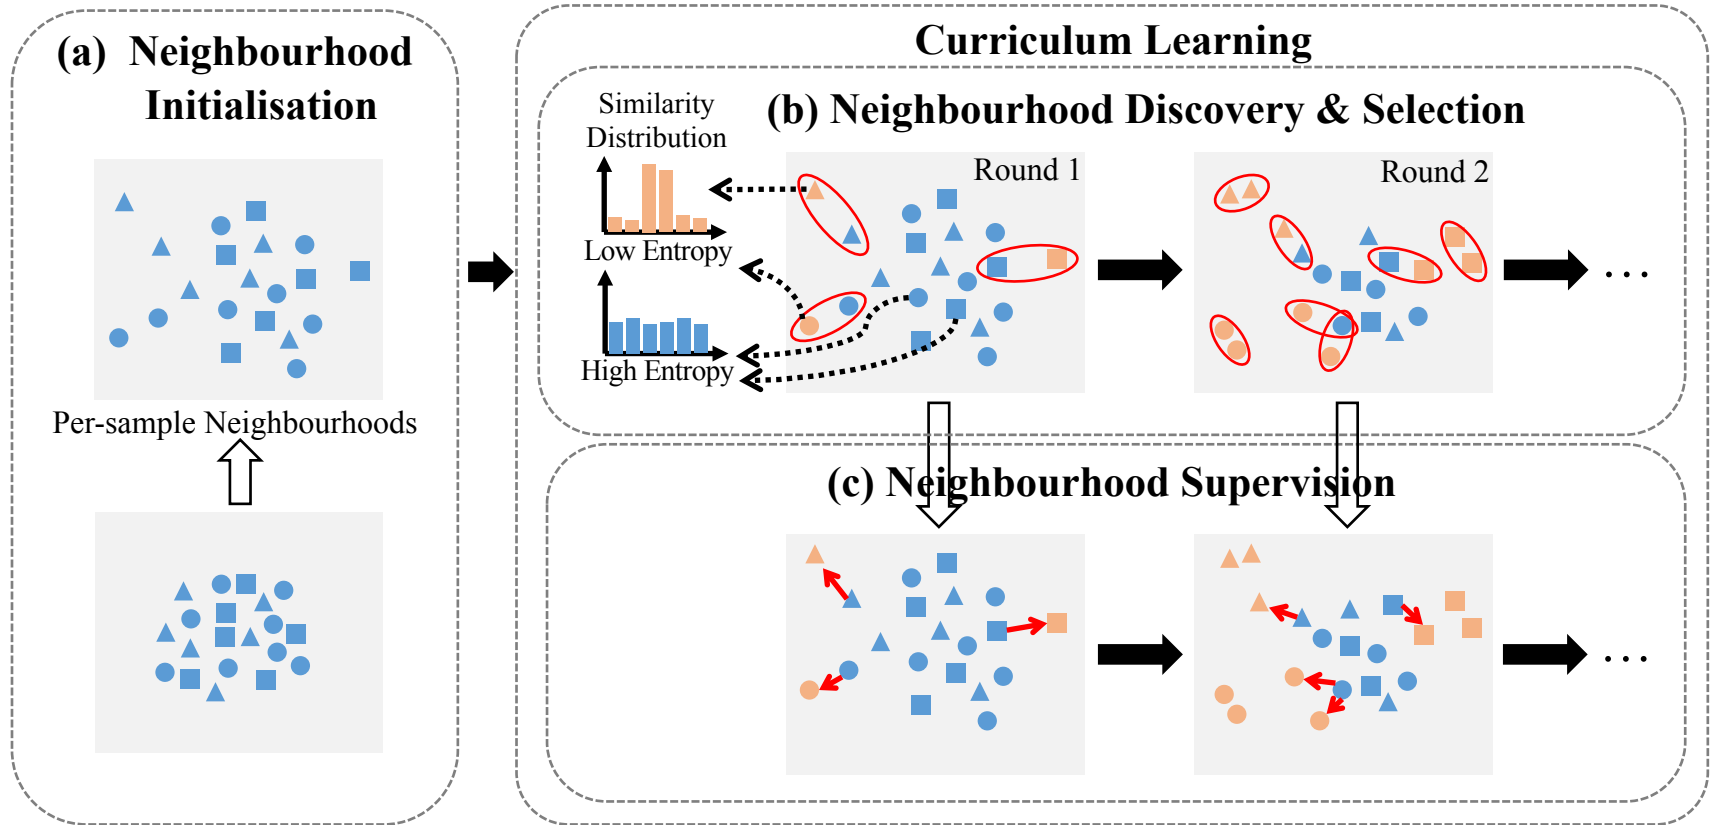 (a) Neighbourhood
Initialisation
Per-sample Neighbourhoods
Curriculum Learning
(b) Neighbourhood Discovery & Selection
Similarity
Distribution
Low Entropy
High Entropy
Round 1
Round 2
. . .
(c) Neighbourhood Supervision
. . .